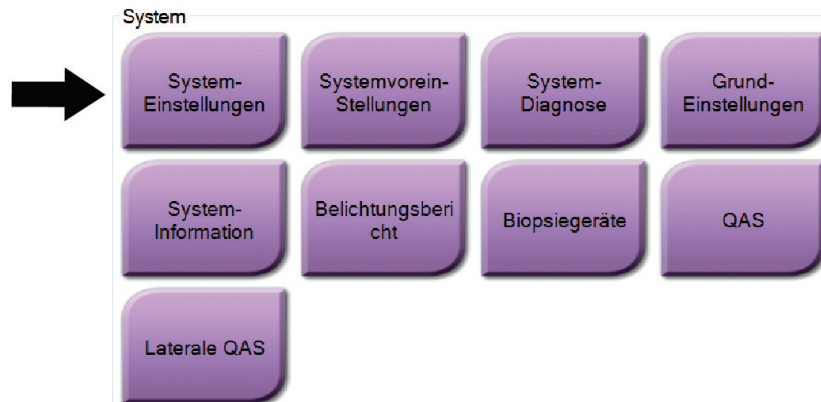 System
System-
Einstellungen
Systemvorein-
Stellungen
System-
Diagnose
Grund-
Einstellungen
System-
Information
Belichtungsberi
cht
Biopsiegeräte
QAS
Laterale QAS